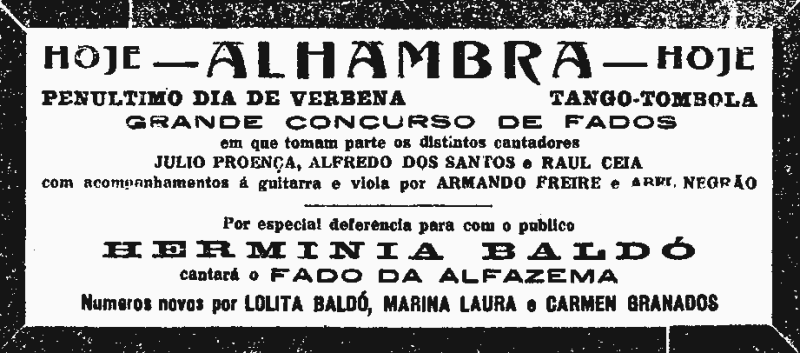 HOJE — ALHAMBRA — HOJE
PENULTIMO DIA DE VERBENA TANGO-TOMBOLA
GRANDE CONCURSO DE FADOS
em que tomam parte os distintos cantadores
JULIO PROENÇA, ALFREDO DOS SANTOS e RAUL CEIA
com acompanhamentos á guitarra e viola por ARMANDO FREIRE e ABEL NEGRÃO
Por especial deferencia para com o publico
HERMINIA BALDÓ
cantará o FADO DA ALFAZEMA
Numeros novos por LOLITA BALDÓ, MARINA LAURA e CARMEN GRANADOS